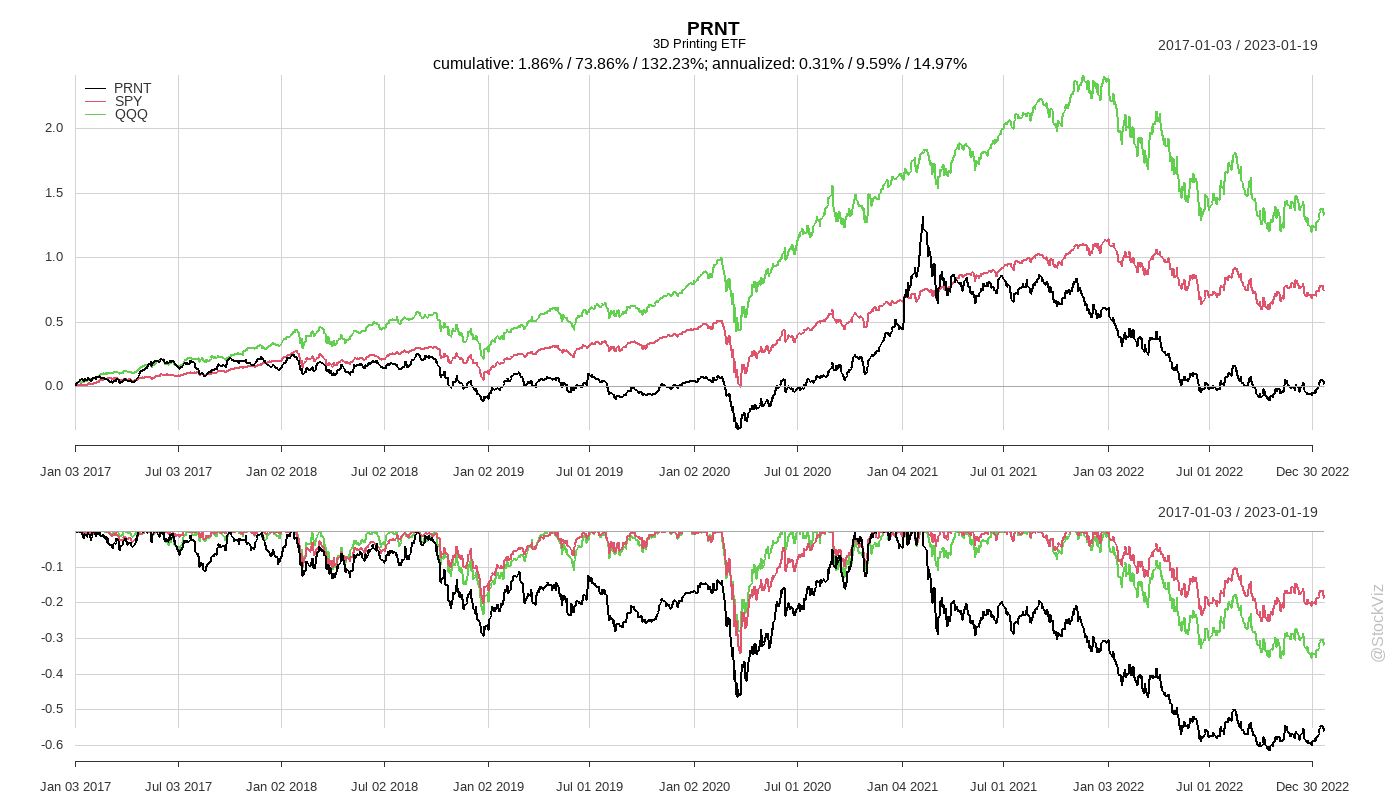 PRNT
3D Printing ETF
2017-01-03 / 2023-01-19
cumulative: 1.86% / 73.86% / 132.23%; annualized: 0.31% / 9.59% / 14.97%
PRNT
SPY
QQQ
2.0
1.5
1.0
0.5
0.0
Jan 03 2017 Jul 03 2017 Jan 02 2018 Jul 02 2018 Jan 02 2019 Jul 01 2019 Jan 02 2020 Jul 01 2020 Jan 04 2021 Jul 01 2021 Jan 03 2022 Jul 01 2022 Dec 30 2022
2017-01-03 / 2023-01-19
-0.1
-0.2
-0.3
-0.4
-0.5
-0.6
Jan 03 2017 Jul 03 2017 Jan 02 2018 Jul 02 2018 Jan 02 2019 Jul 01 2019 Jan 02 2020 Jul 01 2020 Jan 04 2021 Jul 01 2021 Jan 03 2022 Jul 01 2022 Dec 30 2022
@StockViz